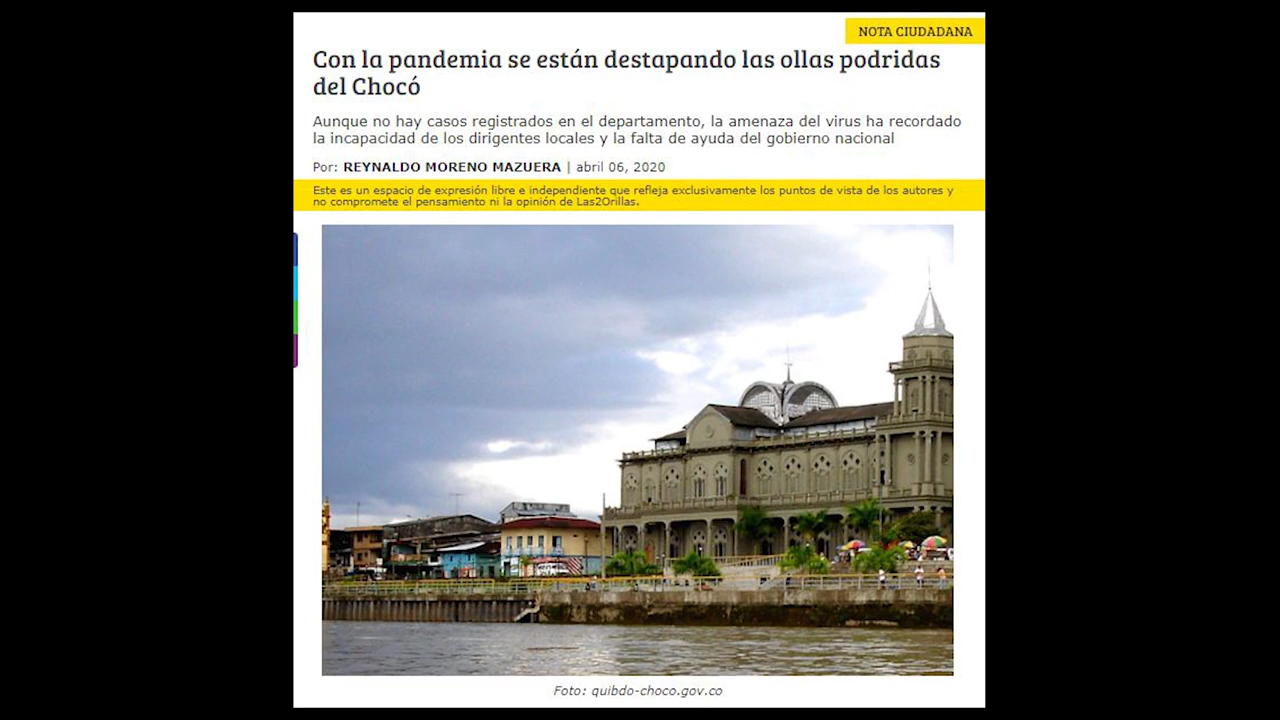 NOTA CIUDADANA
Con la pandemia se están destapando las ollas podridas
del Chocó
Aunque no hay casos registrados en el departamento, la amenaza del virus ha recordado
la incapacidad de los dirigentes locales y la falta de ayuda del gobierno nacional
Por: REYNALDO MORENO MAZUERA | abril 06, 2020
Este es un espacio de expresión libre e independiente que refleja exclusivamente los puntos de vista de los autores y
no compromete el pensamiento ni la opinión de Las2Orillas.
Foto: quibdo-choco.gov.co